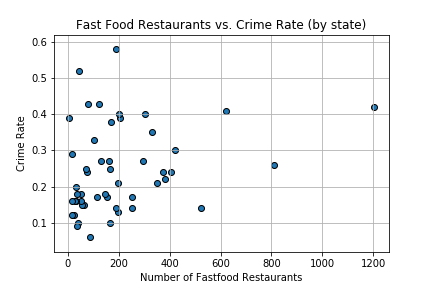 Fast Food Restaurants vs. Crime Rate (by state)
0.6
0.5
0.4
0.3
0.2
0.1
Crime Rate
0 200 400 600 800 1000 1200
Number of Fastfood Restaurants